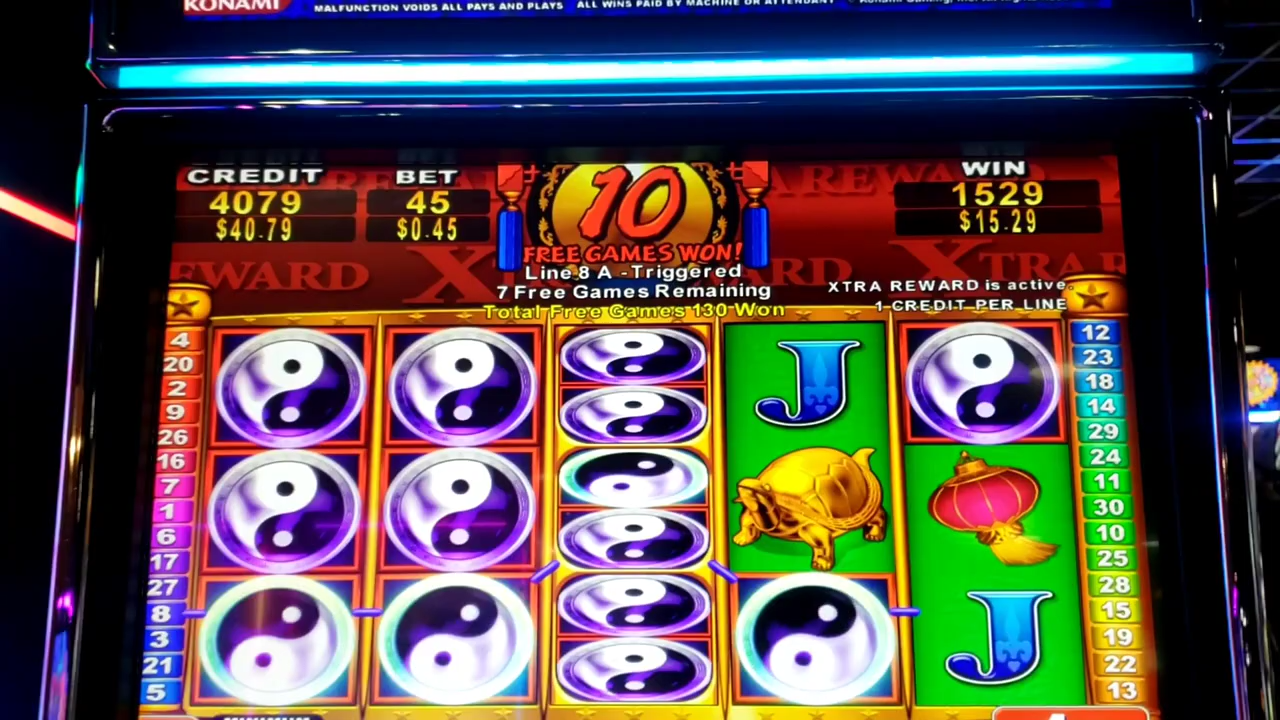 KONAMI
MALFUNCTION VOIDS ALL PAYS AND PLAYS ALL WINS PAID BY MACHINE OR ATTENDANT
CREDIT
4079
$40.79
BET
45
$0.45
10
FREE GAMES WON!
WIN
1529
$15.29
Line 8 A - Triggered
7 Free Games Remaining
Total Free Games 130 Won
XTRA REWARD is active.
1 CREDIT PER LINE
4
20
2
9
26
16
7
1
6
17
27
8
3
21
5
J
J
12
23
18
14
29
24
11
30
10
25
28
15
19
22
13